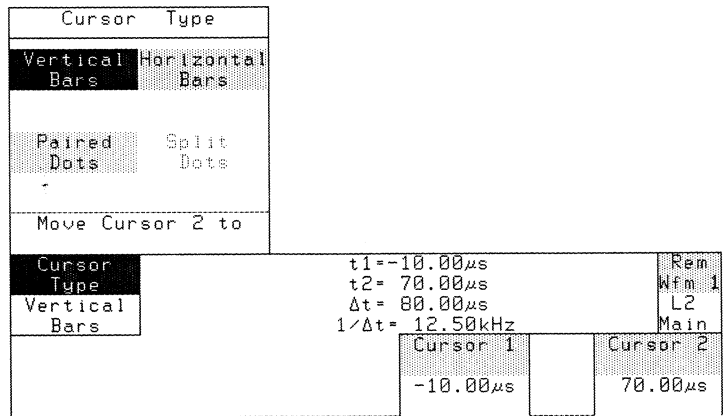 Cursor Type
Vertical Bars
Horizontal Bars
Paired Dots
Split Dots
Move Cursor 2 to
Cursor Type
Vertical Bars
t1=-10.00µs
t2= 70.00µs
Δt= 80.00µs
1/Δt= 12.50kHz
Rem
Wfm 1
L2
Main
Cursor 1
-10.00µs
Cursor 2
70.00µs